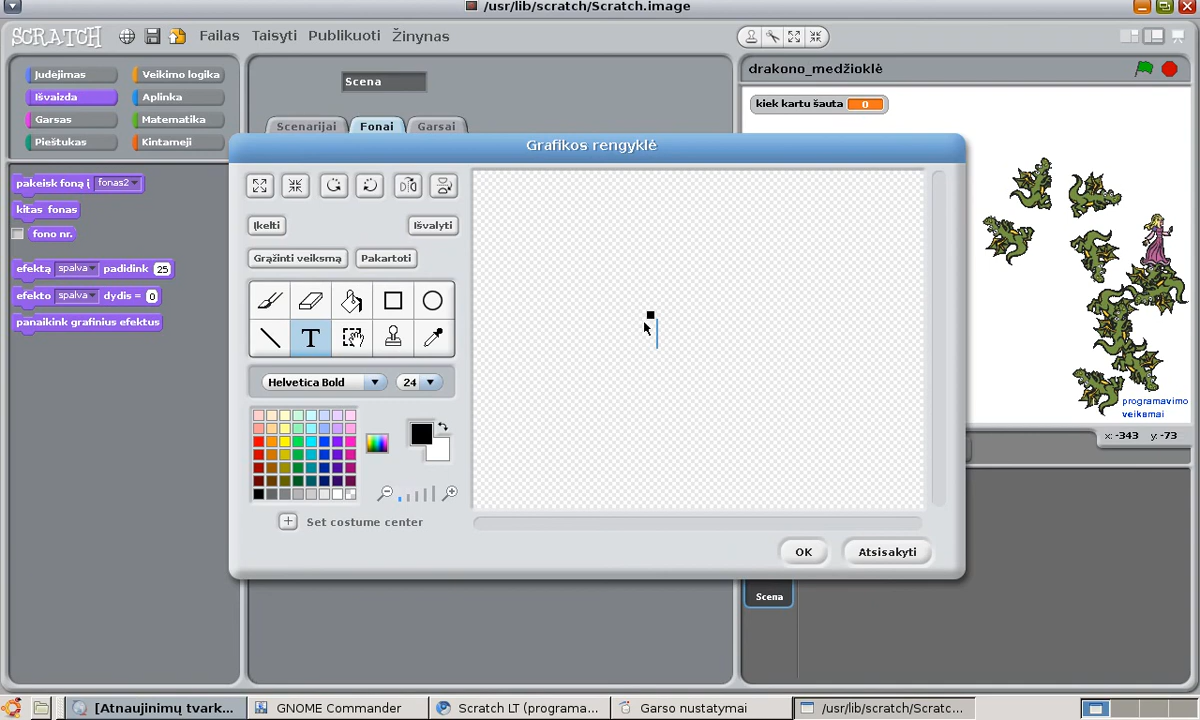 /usr/lib/scratch/Scratch.image
SCRATCH Failas Taisyti Publikuoti Žinynas
Judėjimas Veikimo logika
Išvaizda Aplinka
Garsas Matematika
Pieštukas Kintameji
pakeisk foną į fonas2
kitas fonas
fono nr.
efektą spalva padidink 25
efekto spalva dydis = 0
panaikink grafinius efektus
Scena
Scenarijai Fonai Garsai
drakono_medžioklė
kiek kartu šauta 0
programavimo
veiksmai
x: -343 y: -73
Grafikos rengyklė
Įkelti Išvalyti
Grąžinti veiksmą Pakartoti
T
Helvetica Bold 24
Set costume center
OK Atsisakyti
Scena
[Atnaujinimų tvark... GNOME Commander Scratch LT (programa... Garso nustatymai /usr/lib/scratch/Scratc...